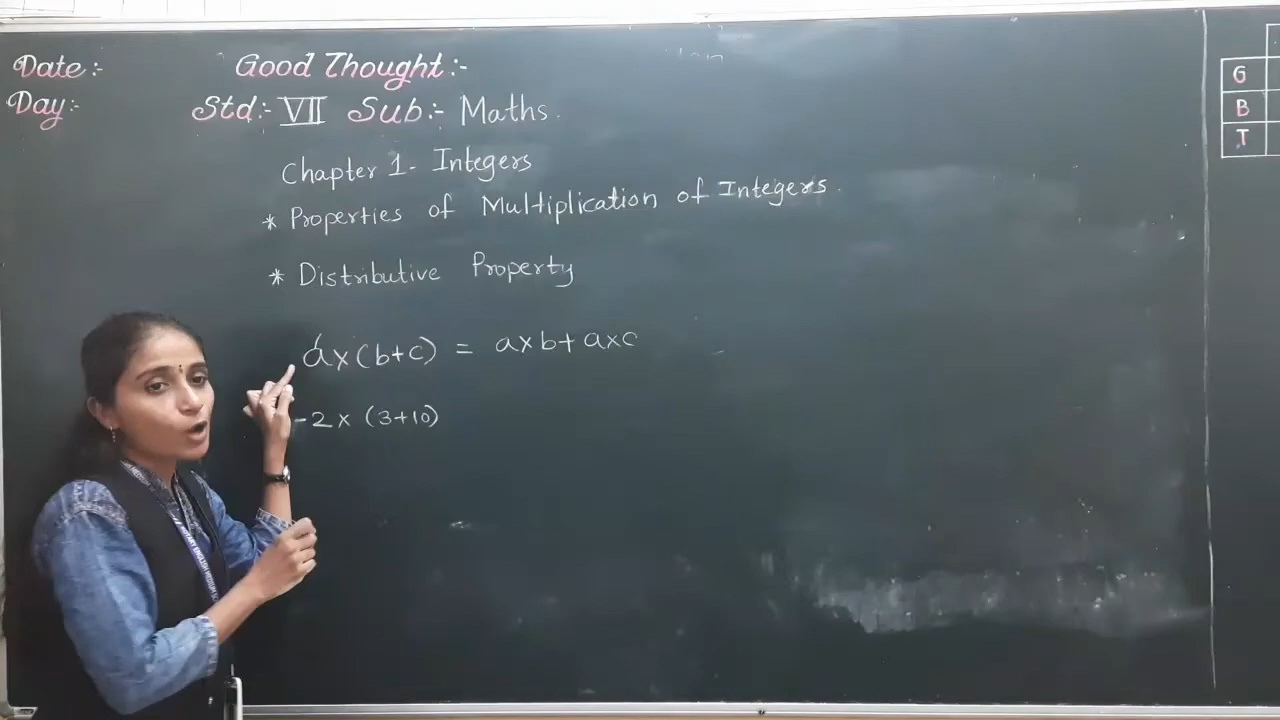 Date:- Good Thought:-
Day:- Std:- VII Sub:- Maths.
Chapter 1- Integers
* Properties of Multiplication of Integers.
* Distributive Property
a×(b+c) = a×b+a×c
-2 × (3+10)
G
B
T